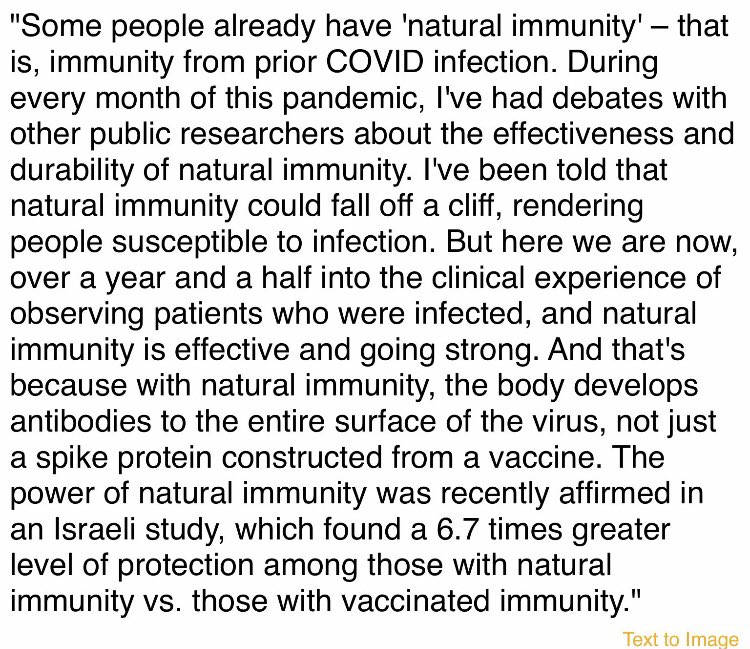 "Some people already have 'natural immunity' – that
is, immunity from prior COVID infection. During
every month of this pandemic, I've had debates with
other public researchers about the effectiveness and
durability of natural immunity. I've been told that
natural immunity could fall off a cliff, rendering
people susceptible to infection. But here we are now,
over a year and a half into the clinical experience of
observing patients who were infected, and natural
immunity is effective and going strong. And that's
because with natural immunity, the body develops
antibodies to the entire surface of the virus, not just
a spike protein constructed from a vaccine. The
power of natural immunity was recently affirmed in
an Israeli study, which found a 6.7 times greater
level of protection among those with natural
immunity vs. those with vaccinated immunity."
Text to Image